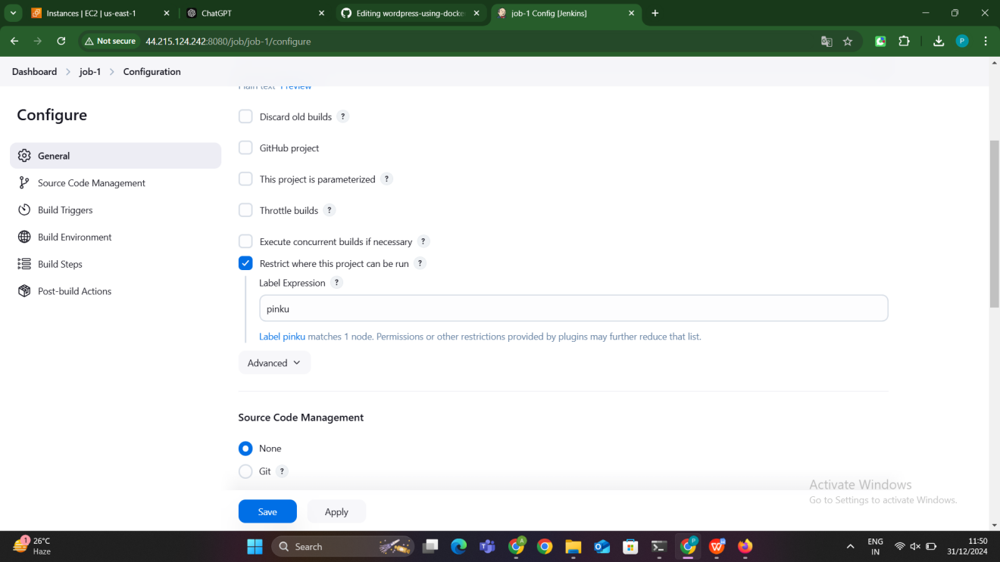 Instances | EC2 | us-east-1
ChatGPT
Editing wordpress-using-docke
job-1 Config [Jenkins]
Not secure
44.215.124.242:8080/job/job-1/configure
P
Dashboard
job-1
Configuration
Plain text Preview
Configure
General
Source Code Management
Build Triggers
Build Environment
Build Steps
Post-build Actions
Discard old builds ?
GitHub project
This project is parameterized ?
Throttle builds ?
Execute concurrent builds if necessary ?
Restrict where this project can be run ?
Label Expression ?
pinku
Label pinku matches 1 node. Permissions or other restrictions provided by plugins may further reduce that list.
Advanced
Source Code Management
None
Git ?
Save
Apply
Activate Windows
Go to Settings to activate Windows.
1
26°C
Haze
Search
A
P
W
ENG
IN
11:50
31/12/2024